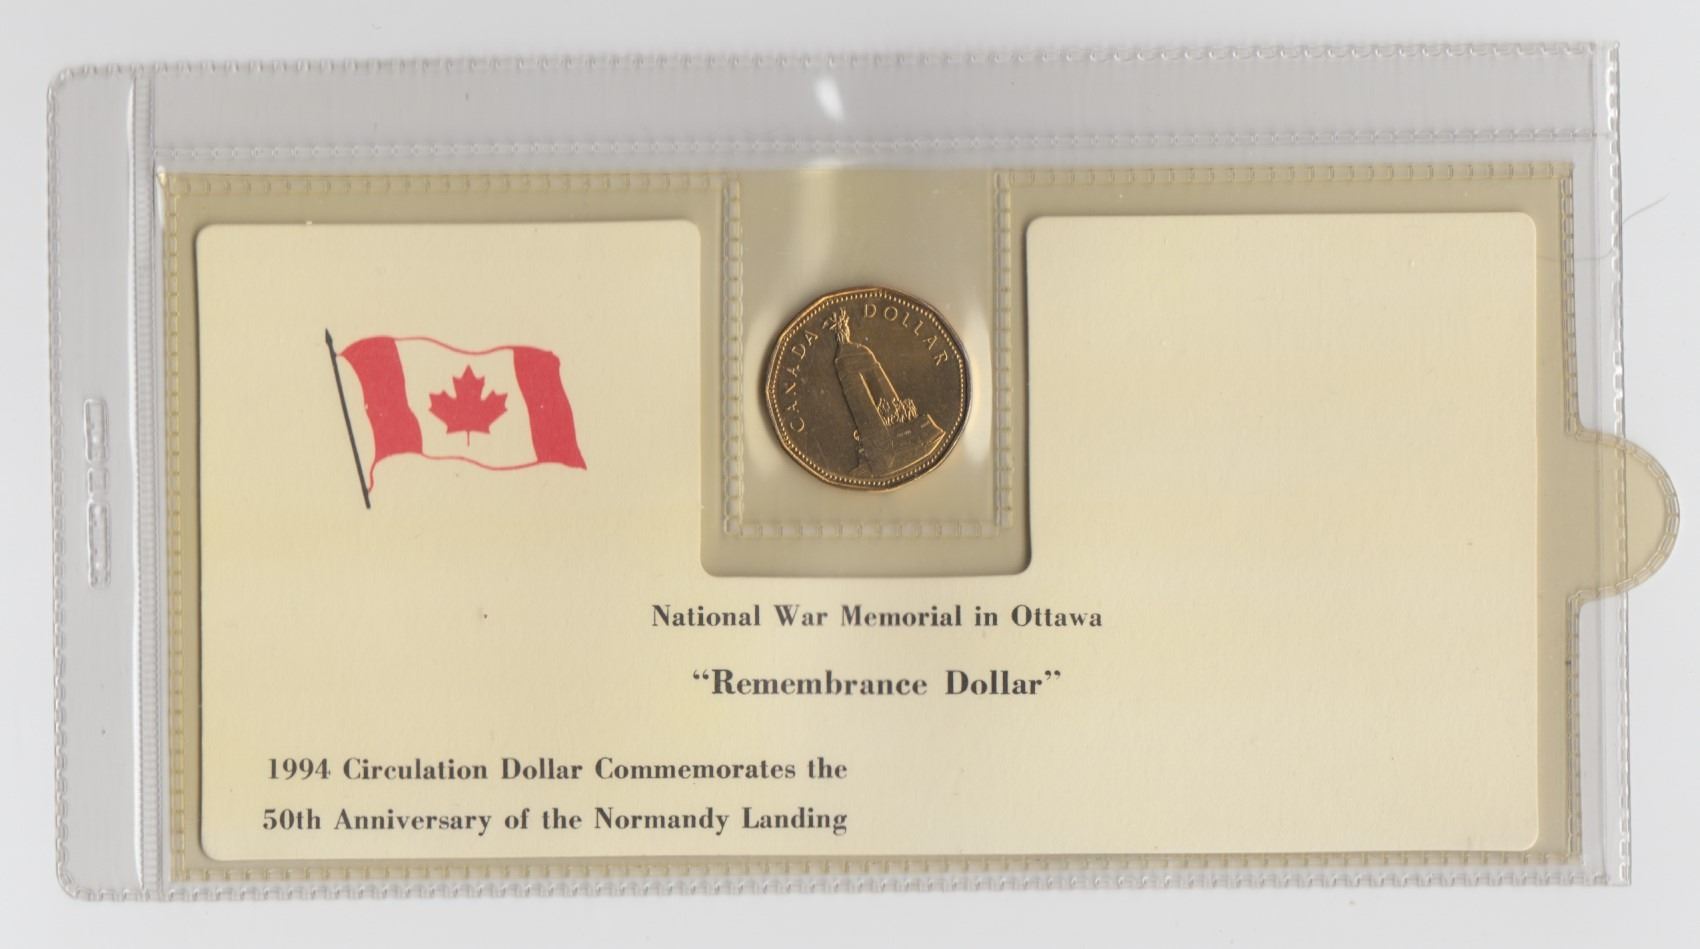 CANADA DOLLAR
National War Memorial in Ottawa
“Remembrance Dollar”
1994 Circulation Dollar Commemorates the
50th Anniversary of the Normandy Landing